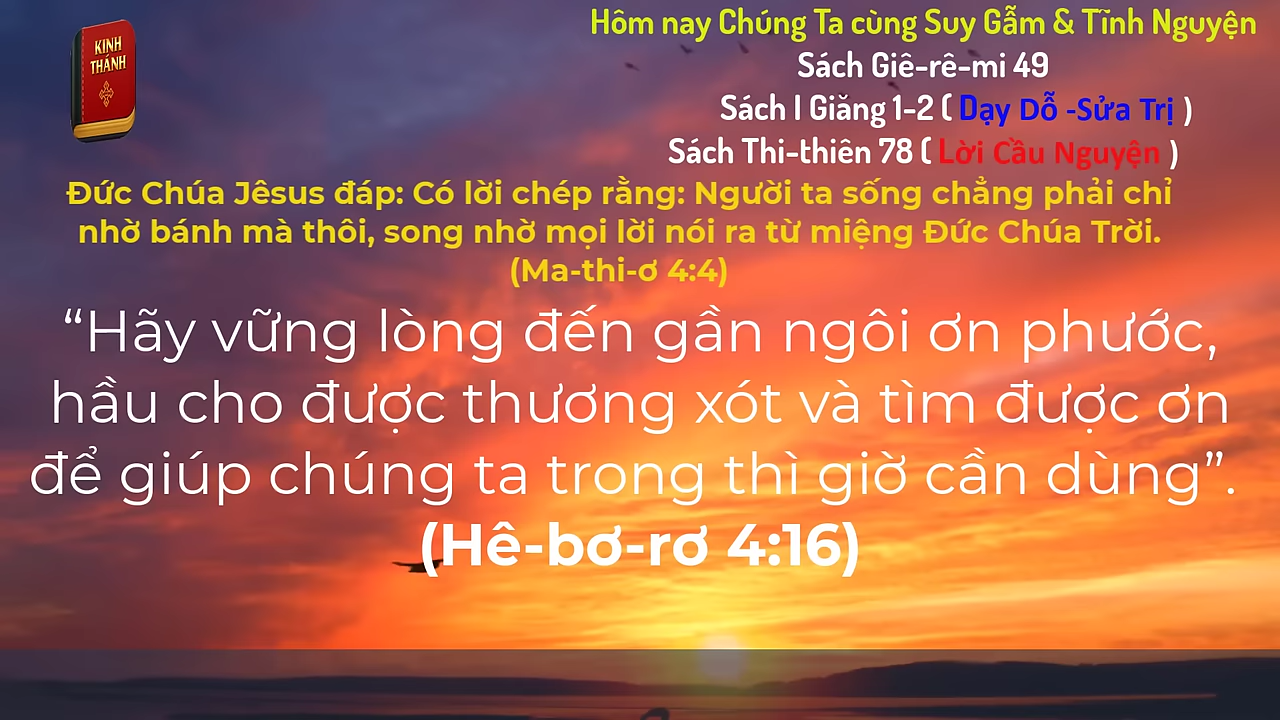 KINH
THÁNH
Hôm nay Chúng Ta cùng Suy Gẫm & Tĩnh Nguyện
Sách Giê-rê-mi 49
Sách I Giăng 1-2 ( Dạy Dỗ -Sửa Trị )
Sách Thi-thiên 78 ( Lời Cầu Nguyện )
Đức Chúa Jêsus đáp: Có lời chép rằng: Người ta sống chẳng phải chỉ
nhờ bánh mà thôi, song nhờ mọi lời nói ra từ miệng Đức Chúa Trời.
(Ma-thi-ơ 4:4)
“Hãy vững lòng đến gần ngôi ơn phước,
hầu cho được thương xót và tìm được ơn
để giúp chúng ta trong thì giờ cần dùng”.
(Hê-bơ-rơ 4:16)